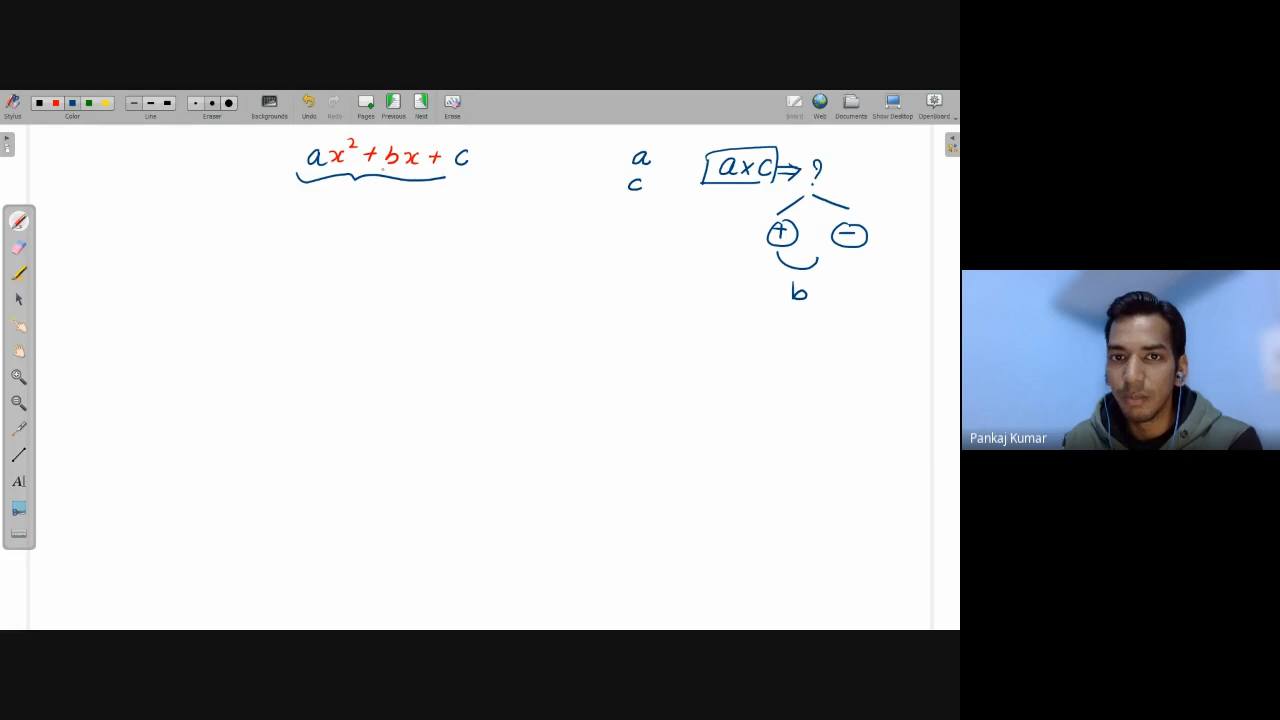 Stylus
Color
Line
Eraser
Backgrounds
Undo
Redo
Pages
Previous
Next
Erase
Board
Web
Documents
Show Desktop
OpenBoard
ax² + bx + c
a
c
a×c ⇒ ?
+ −
b
A
Pankaj Kumar